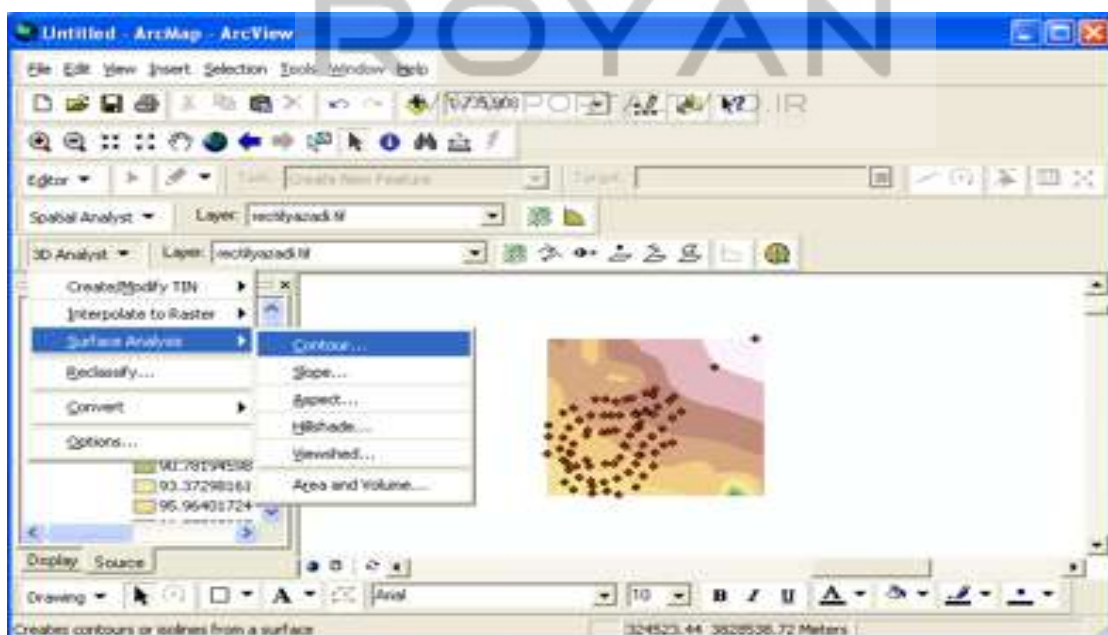 ROYAN
Untitled - ArcMap - ArcView
File Edit View Insert Selection Tools Window Help
.IR
Editor Task: Create New Feature Target:
Spatial Analyst Layer: rectifyazadi.tif
3D Analyst Layer: rectifyazadi.tif
Create/Modify TIN
Interpolate to Raster
Surface Analysis
Contour...
Reclassify...
Slope...
Convert
Aspect...
Hillshade...
Options...
Viewshed...
90.78194598
93.37298161
Area and Volume...
95.96401724
Display Source
Drawing A Arial 10 B I U A
Creates contours or isolines from a surface 324523.44 3828538.72 Meters